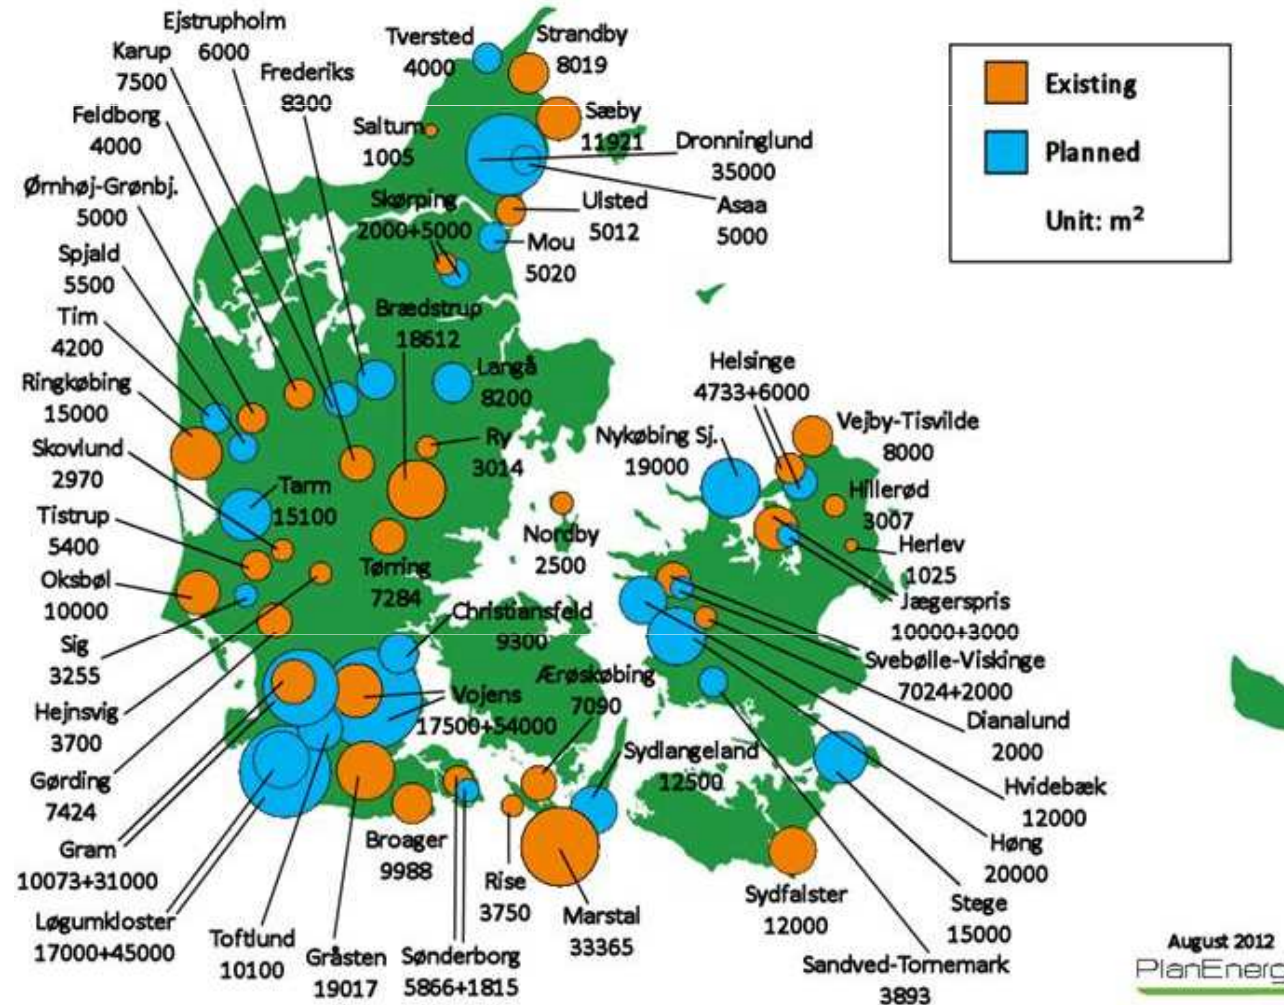 Ejstrupholm
6000
Karup
7500
Frederiks
8300
Feldborg
4000
Ørnhøj-Grønbj.
5000
Spjald
5500
Tim
4200
Ringkøbing
15000
Skovlund
2970
Tarm
15100
Tistrup
5400
Oksbøl
10000
Sig
3255
Hejnsvig
3700
Gørding
7424
Gram
10073+31000
Løgumkloster
17000+45000
Toftlund
10100
Gråsten
19017
Sønderborg
5866+1815
Broager
9988
Rise
3750
Marstal
33365
Tversted
4000
Strandby
8019
Saltum
1005
Sæby
11921
Dronninglund
35000
Asaa
5000
Ulsted
5012
Mou
5020
Skørping
2000+5000
Brædstrup
18612
Langå
8200
Ry
3014
Tørring
7284
Nordby
2500
Christiansfeld
9300
Ærøskøbing
7090
Vojens
17500+54000
Sydlangeland
12500
Helsinge
4733+6000
Vejby-Tisvilde
8000
Nykøbing Sj.
19000
Hillerød
3007
Herlev
1025
Jægerspris
10000+3000
Svebølle-Viskinge
7024+2000
Dianalund
2000
Hvidebæk
12000
Høng
20000
Stege
15000
Sydfalster
12000
Sandved-Tornemark
3893
Existing
Planned
Unit: m²
August 2012
PlanEnerg